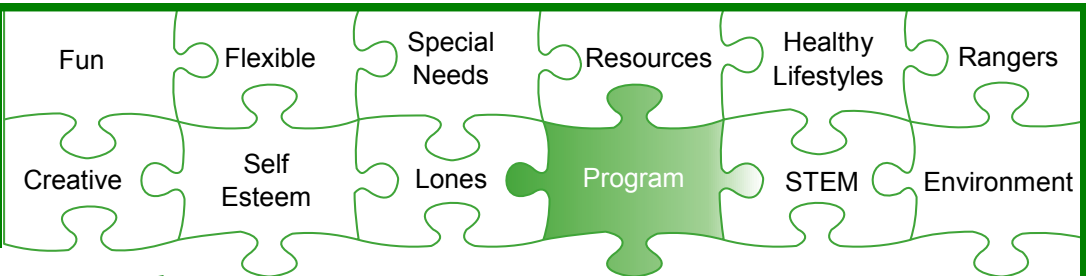 Fun
Flexible
Special
Needs
Resources
Healthy
Lifestyles
Rangers
Creative
Self
Esteem
Lones
Program
STEM
Environment